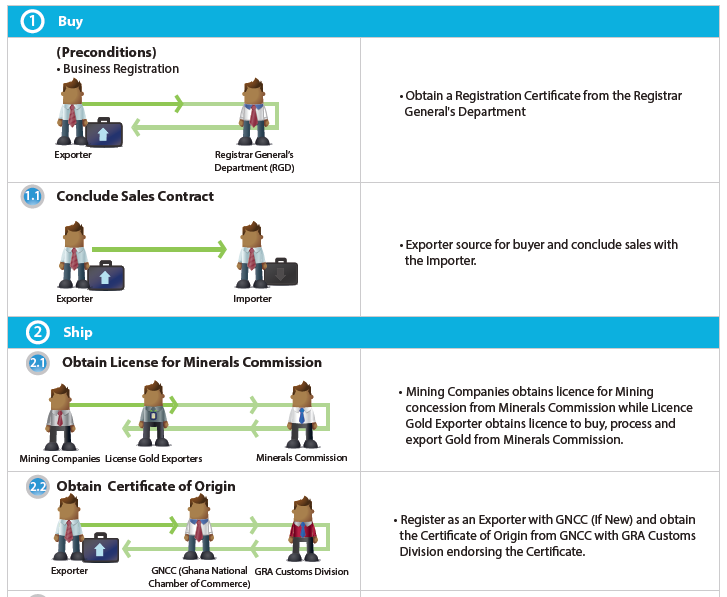 1 Buy
(Preconditions)
• Business Registration
Exporter
Registrar General's
Department (RGD)
• Obtain a Registration Certificate from the Registrar
General's Department
1.1 Conclude Sales Contract
Exporter
Importer
• Exporter source for buyer and conclude sales with
the Importer.
2 Ship
2.1 Obtain License for Minerals Commission
Mining Companies
License Gold Exporters
Minerals Commission
• Mining Companies obtains licence for Mining
concession from Minerals Commission while Licence
Gold Exporter obtains licence to buy, process and
export Gold from Minerals Commission.
2.2 Obtain Certificate of Origin
Exporter
GNCC (Ghana National
Chamber of Commerce)
GRA Customs Division
• Register as an Exporter with GNCC (If New) and obtain
the Certificate of Origin from GNCC with GRA Customs
Division endorsing the Certificate.